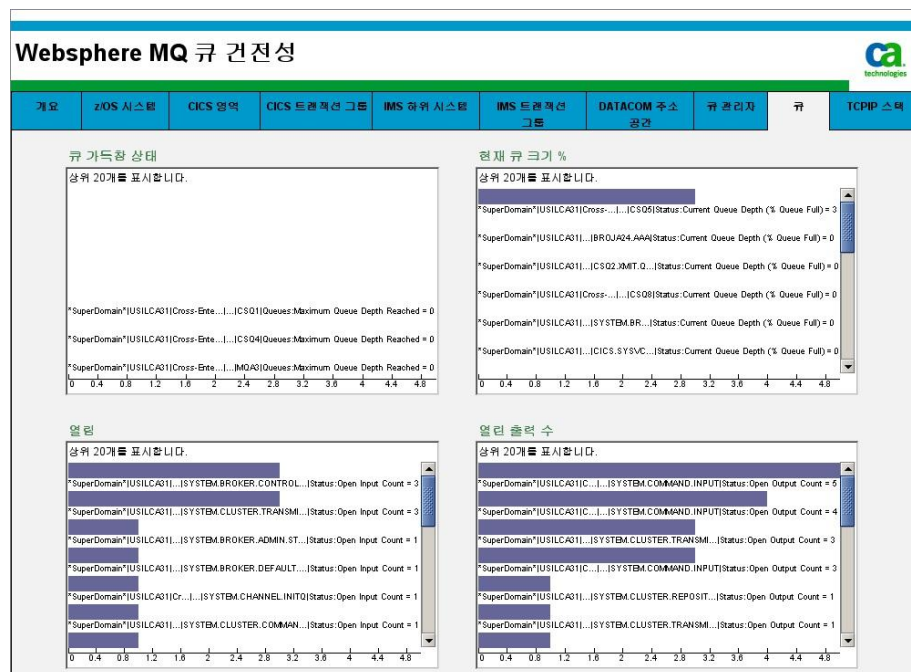 Websphere MQ 큐 건전성
ca
technologies
개요
z/OS 시스템
CICS 영역
CICS 트랜잭션 그룹
IMS 하위 시스템
IMS 트랜잭션
그룹
DATACOM 주소
공간
큐 관리자
큐
TCPIP 스택
큐 가득참 상태
상위 20개를 표시합니다.
*SuperDomain*|USILCA31|Cross-Ente...|...|CSQ1|Queues:Maximum Queue Depth Reached = 0
*SuperDomain*|USILCA31|Cross-Ente...|...|CSQ4|Queues:Maximum Queue Depth Reached = 0
*SuperDomain*|USILCA31|Cross-Ente...|...|MQA3|Queues:Maximum Queue Depth Reached = 0
0 0.4 0.8 1.2 1.6 2 2.4 2.8 3.2 3.6 4 4.4 4.8
현재 큐 크기 %
상위 20개를 표시합니다.
*SuperDomain*|USILCA31|Cross-...|...|CSQ5|Status:Current Queue Depth (% Queue Full) = 3
*SuperDomain*|USILCA31|...|BROJA24.AAA|Status:Current Queue Depth (% Queue Full) = 0
*SuperDomain*|USILCA31|...|CSQ2.XMIT.Q...|Status:Current Queue Depth (% Queue Full) = 0
*SuperDomain*|USILCA31|Cross-...|...|CSQ8|Status:Current Queue Depth (% Queue Full) = 0
*SuperDomain*|USILCA31|...|SYSTEM.BR...|Status:Current Queue Depth (% Queue Full) = 0
*SuperDomain*|USILCA31|...|CICS.SYSVC...|Status:Current Queue Depth (% Queue Full) = 0
0 0.4 0.8 1.2 1.6 2 2.4 2.8 3.2 3.6 4 4.4 4.8
열림
상위 20개를 표시합니다.
*SuperDomain*|USILCA31|...|SYSTEM.BROKER.CONTROL...|Status:Open Input Count = 3
*SuperDomain*|USILCA31|...|SYSTEM.CLUSTER.TRANSMI...|Status:Open Input Count = 3
*SuperDomain*|USILCA31|...|SYSTEM.BROKER.ADMIN.ST...|Status:Open Input Count = 1
*SuperDomain*|USILCA31|...|SYSTEM.BROKER.DEFAULT....|Status:Open Input Count = 1
*SuperDomain*|USILCA31|Cr...|...|SYSTEM.CHANNEL.INITQ|Status:Open Input Count = 1
*SuperDomain*|USILCA31|...|SYSTEM.CLUSTER.COMMAN...|Status:Open Input Count = 1
0 0.4 0.8 1.2 1.6 2 2.4 2.8 3.2 3.6 4 4.4 4.8
열린 출력 수
상위 20개를 표시합니다.
*SuperDomain*|USILCA31|C...|...|SYSTEM.COMMAND.INPUT|Status:Open Output Count = 5
*SuperDomain*|USILCA31|C...|...|SYSTEM.COMMAND.INPUT|Status:Open Output Count = 4
*SuperDomain*|USILCA31|...|SYSTEM.CLUSTER.TRANSMI...|Status:Open Output Count = 3
*SuperDomain*|USILCA31|C...|...|SYSTEM.COMMAND.INPUT|Status:Open Output Count = 3
*SuperDomain*|USILCA31|...|SYSTEM.CLUSTER.REPOSIT...|Status:Open Output Count = 1
*SuperDomain*|USILCA31|...|SYSTEM.CLUSTER.TRANSMI...|Status:Open Output Count = 1
0 0.4 0.8 1.2 1.6 2 2.4 2.8 3.2 3.6 4 4.4 4.8